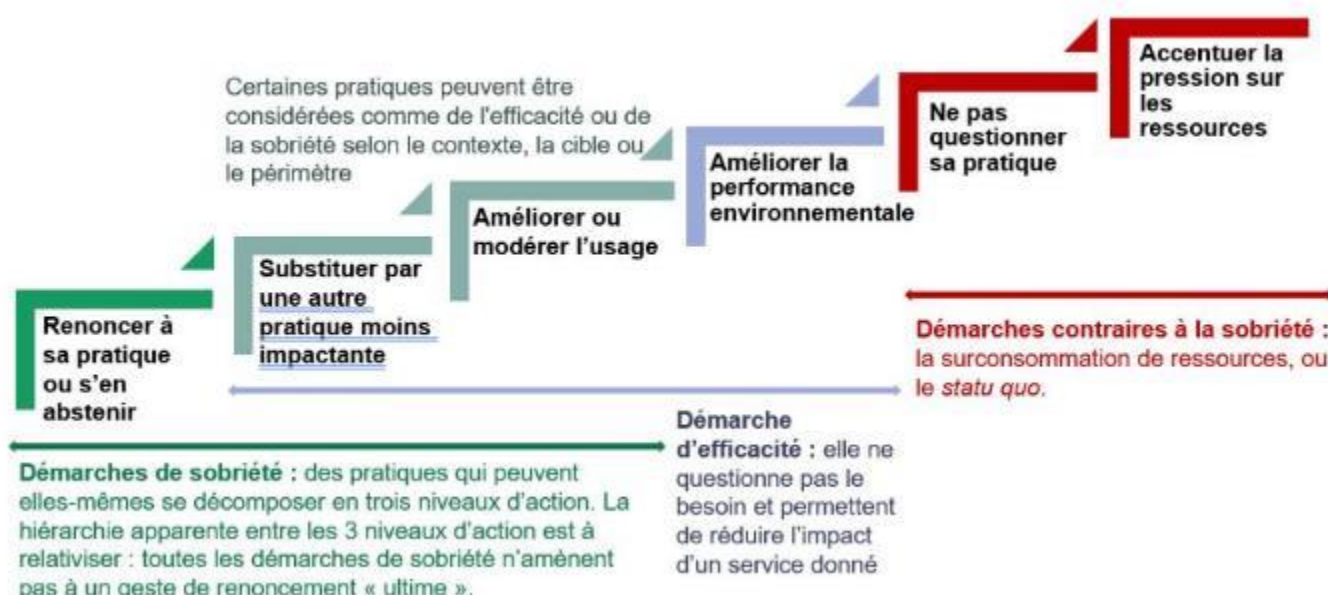 Certaines pratiques peuvent être
considérées comme de l'efficacité ou de
la sobriété selon le contexte, la cible ou
le périmètre
Renoncer à
sa pratique
ou s'en
abstenir
Substituer par
une autre
pratique moins
impactante
Améliorer ou
modérer l'usage
Améliorer la
performance
environnementale
Ne pas
questionner
sa pratique
Accentuer la
pression sur
les
ressources
Démarches de sobriété : des pratiques qui peuvent
elles-mêmes se décomposer en trois niveaux d'action. La
hiérarchie apparente entre les 3 niveaux d'action est à
relativiser : toutes les démarches de sobriété n'amènent
pas à un geste de renoncement « ultime ».
Démarche
d'efficacité : elle ne
questionne pas le
besoin et permettent
de réduire l'impact
d'un service donné
Démarches contraires à la sobriété :
la surconsommation de ressources, ou
le statu quo.